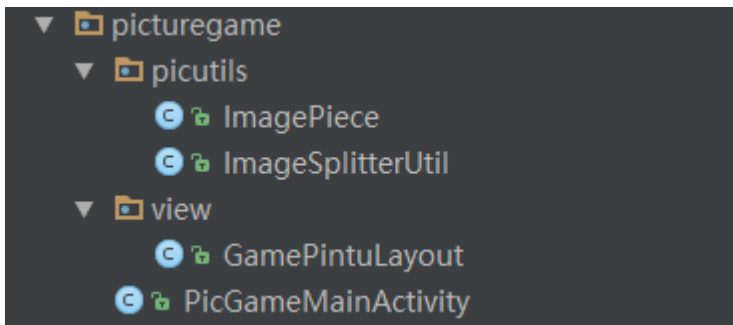 picturegame
picutils
ImagePiece
ImageSplitterUtil
view
GamePintuLayout
PicGameMainActivity